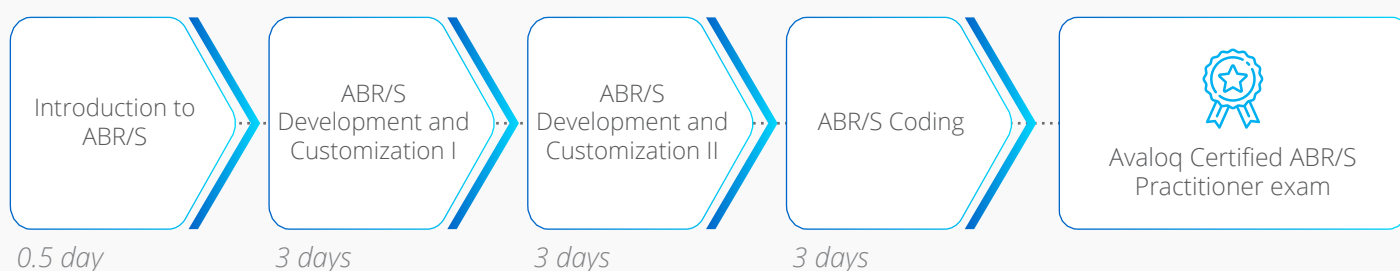 Introduction to
ABR/S
ABR/S
Development and
Customization I
ABR/S
Development and
Customization II
ABR/S Coding
Avaloq Certified ABR/S
Practitioner exam
0.5 day
3 days
3 days
3 days